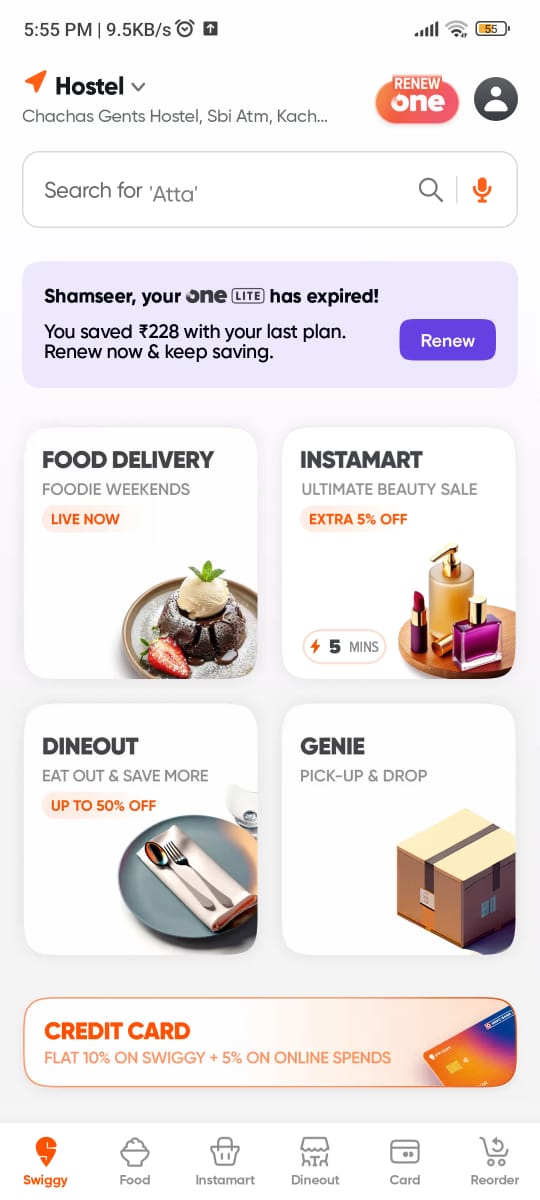 5:55 PM | 9.5KB/s
55
Hostel
RENEW
one
Chachas Gents Hostel, Sbi Atm, Kach...
Search for 'Atta'
Shamseer, your one LITE has expired!
You saved ₹228 with your last plan.
Renew now & keep saving.
Renew
FOOD DELIVERY
FOODIE WEEKENDS
LIVE NOW
INSTAMART
ULTIMATE BEAUTY SALE
EXTRA 5% OFF
5 MINS
DINEOUT
EAT OUT & SAVE MORE
UP TO 50% OFF
GENIE
PICK-UP & DROP
CREDIT CARD
FLAT 10% ON SWIGGY + 5% ON ONLINE SPENDS
SWIGGY
HDFC BANK
Swiggy
Food
Instamart
Dineout
Card
Reorder